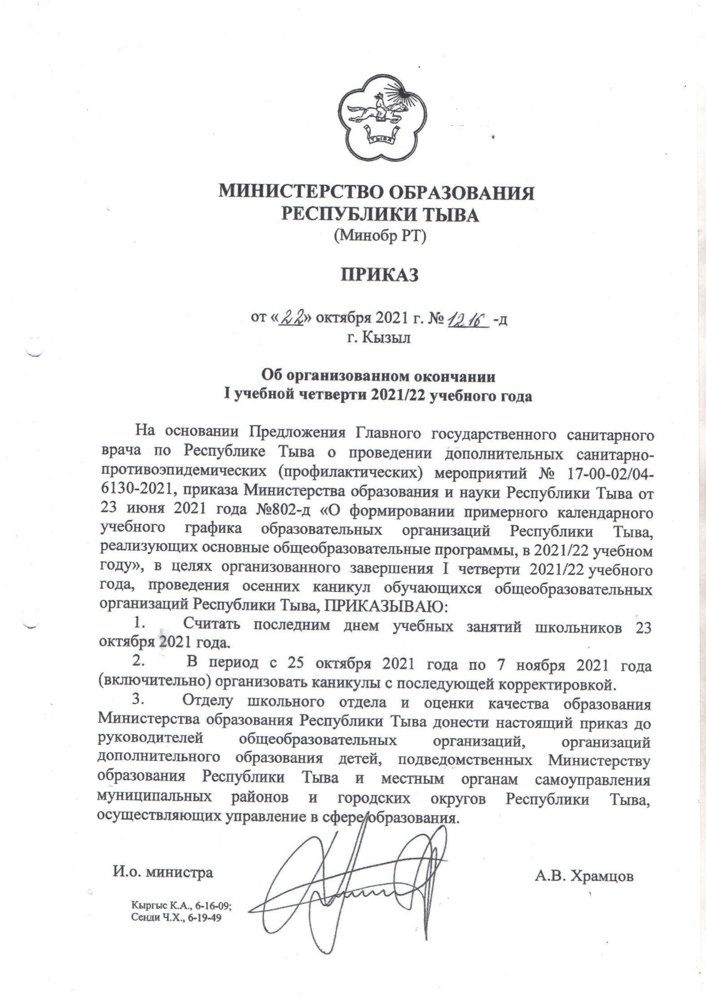 ТЫВА
МИНИСТЕРСТВО ОБРАЗОВАНИЯ
РЕСПУБЛИКИ ТЫВА
(Минобр РТ)
ПРИКАЗ
от «22» октября 2021 г. № 1216 -д
г. Кызыл
Об организованном окончании
I учебной четверти 2021/22 учебного года
На основании Предложения Главного государственного санитарного
врача по Республике Тыва о проведении дополнительных санитарно-
противоэпидемических (профилактических) мероприятий № 17-00-02/04-
6130-2021, приказа Министерства образования и науки Республики Тыва от
23 июня 2021 года №802-д «О формировании примерного календарного
учебного графика образовательных организаций Республики Тыва,
реализующих основные общеобразовательные программы, в 2021/22 учебном
году», в целях организованного завершения I четверти 2021/22 учебного
года, проведения осенних каникул обучающихся общеобразовательных
организаций Республики Тыва, ПРИКАЗЫВАЮ:
1. Считать последним днем учебных занятий школьников 23
октября 2021 года.
2. В период с 25 октября 2021 года по 7 ноября 2021 года
(включительно) организовать каникулы с последующей корректировкой.
3. Отделу школьного отдела и оценки качества образования
Министерства образования Республики Тыва донести настоящий приказ до
руководителей общеобразовательных организаций, организаций
дополнительного образования детей, подведомственных Министерству
образования Республики Тыва и местным органам самоуправления
муниципальных районов и городских округов Республики Тыва,
осуществляющих управление в сфере образования.
И.о. министра А.В. Храмцов
Кыргыс К.А., 6-16-09;
Сенди Ч.Х., 6-19-49